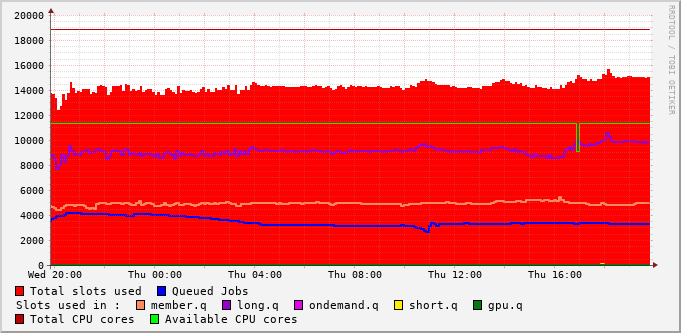 RRDTOOL / TOBI OETIKER
20000
18000
16000
14000
12000
10000
8000
6000
4000
2000
0
Wed 20:00 Thu 00:00 Thu 04:00 Thu 08:00 Thu 12:00 Thu 16:00
Total slots used Queued Jobs
Slots used in : member.q long.q ondemand.q short.q gpu.q
Total CPU cores Available CPU cores